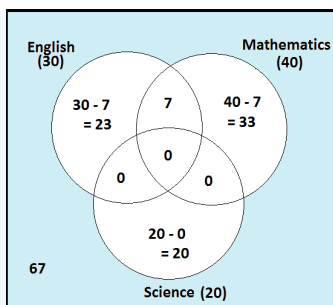 English
(30)
Mathematics
(40)
30 - 7
= 23
7
40 - 7
= 33
0
0
0
20 - 0
= 20
67
Science (20)